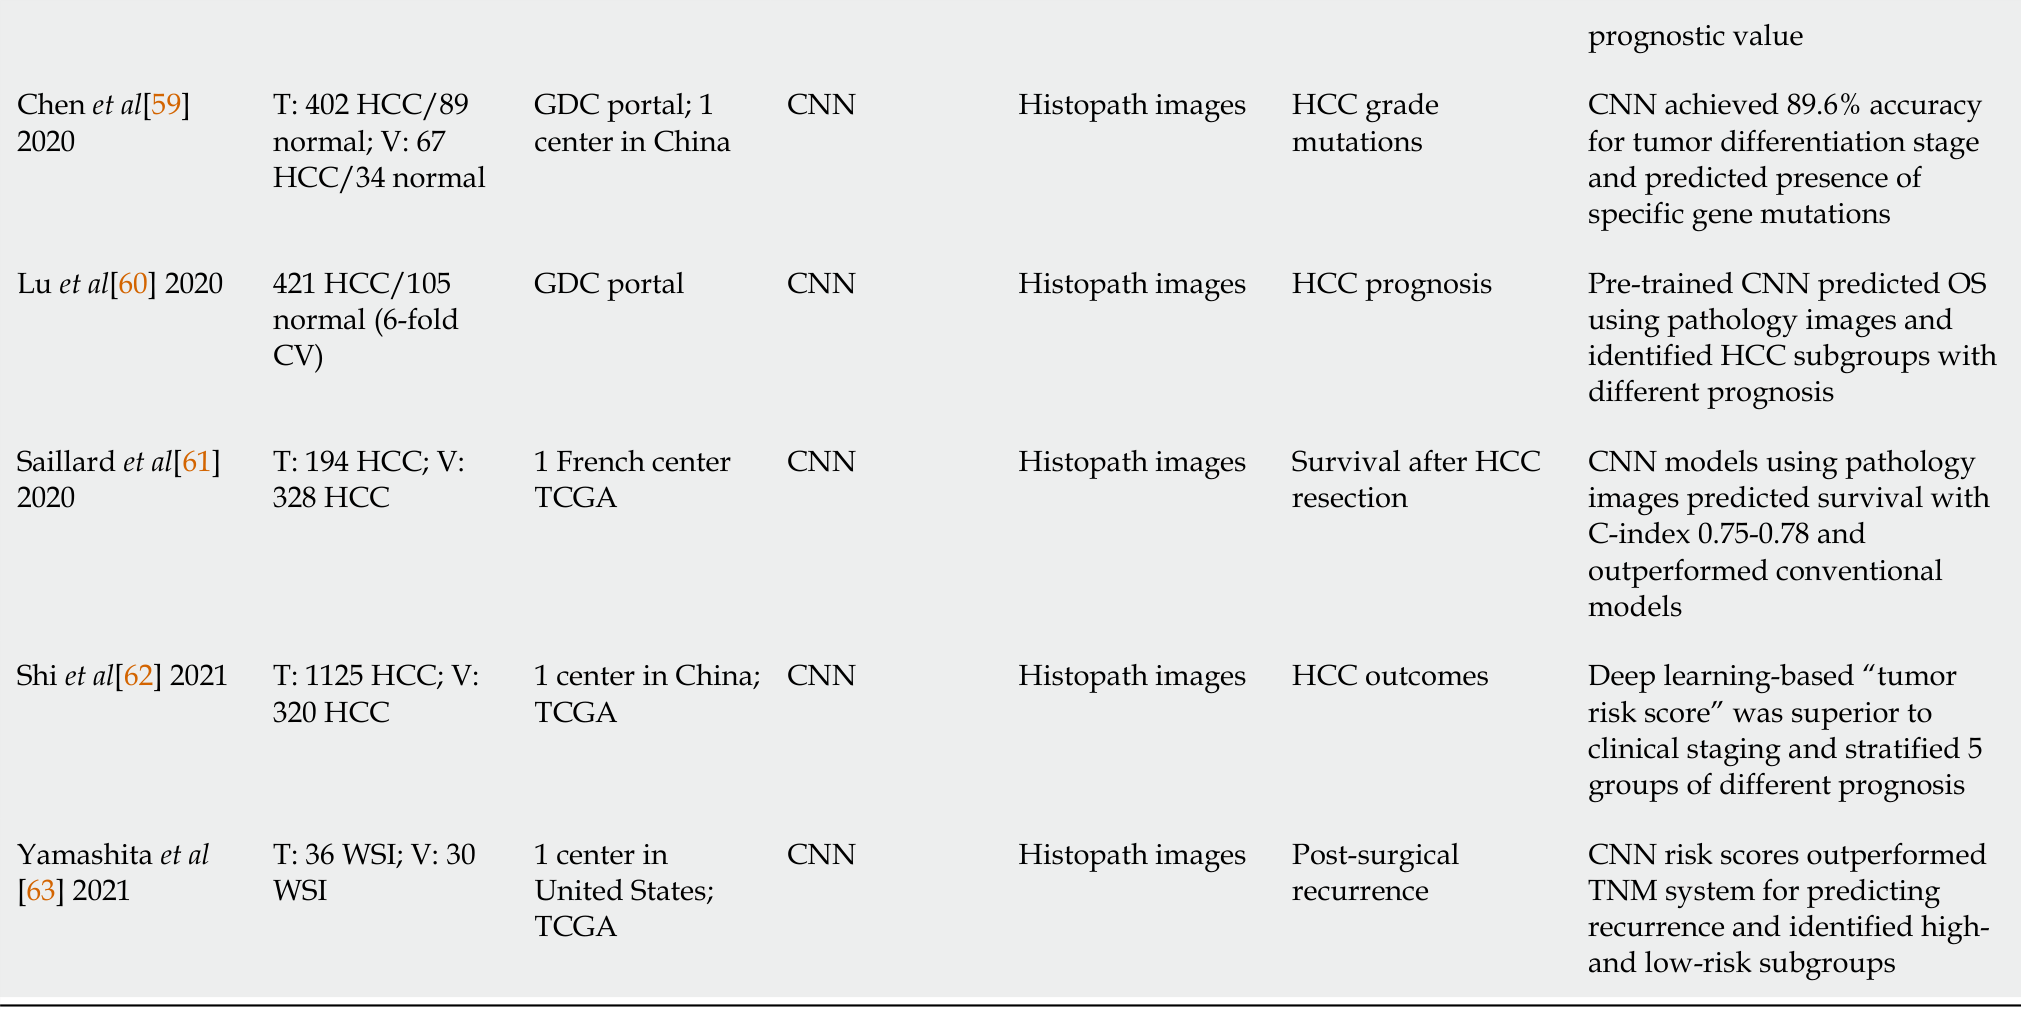 prognostic value
Chen et al[59] 2020
T: 402 HCC/89 normal; V: 67 HCC/34 normal
GDC portal; 1 center in China
CNN
Histopath images
HCC grade mutations
CNN achieved 89.6% accuracy for tumor differentiation stage and predicted presence of specific gene mutations
Lu et al[60] 2020
421 HCC/105 normal (6-fold CV)
GDC portal
CNN
Histopath images
HCC prognosis
Pre-trained CNN predicted OS using pathology images and identified HCC subgroups with different prognosis
Saillard et al[61] 2020
T: 194 HCC; V: 328 HCC
1 French center TCGA
CNN
Histopath images
Survival after HCC resection
CNN models using pathology images predicted survival with C-index 0.75-0.78 and outperformed conventional models
Shi et al[62] 2021
T: 1125 HCC; V: 320 HCC
1 center in China; TCGA
CNN
Histopath images
HCC outcomes
Deep learning-based “tumor risk score” was superior to clinical staging and stratified 5 groups of different prognosis
Yamashita et al [63] 2021
T: 36 WSI; V: 30 WSI
1 center in United States; TCGA
CNN
Histopath images
Post-surgical recurrence
CNN risk scores outperformed TNM system for predicting recurrence and identified high- and low-risk subgroups